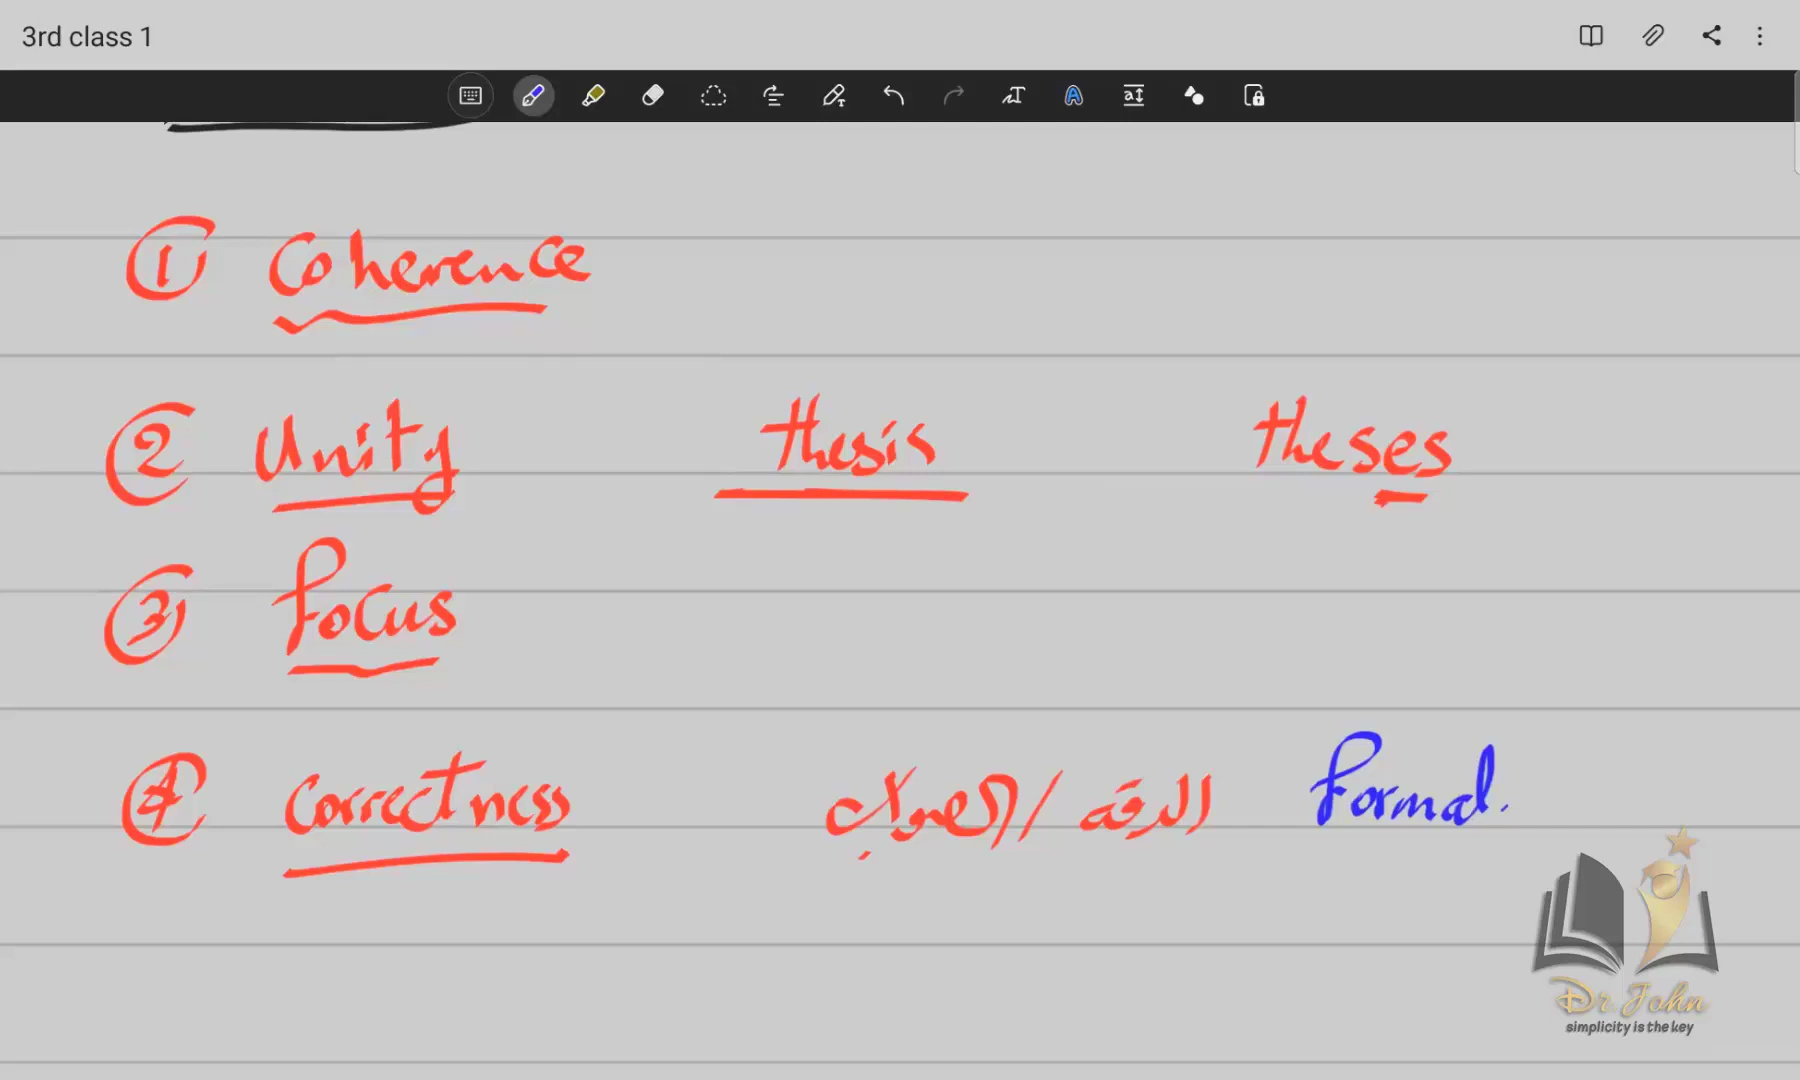 3rd class 1
① Coherence
② Unity thesis theses
③ Focus
④ Correctness الدقة / الصواب Formal.
Dr John
simplicity is the key